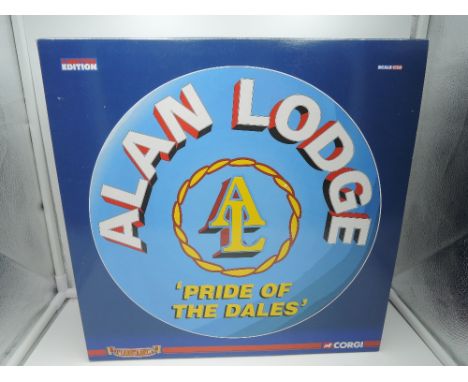 EDITION
SCALE 1:50
ALAN LODGE
AL
'PRIDE OF
THE DALES'
CORGI